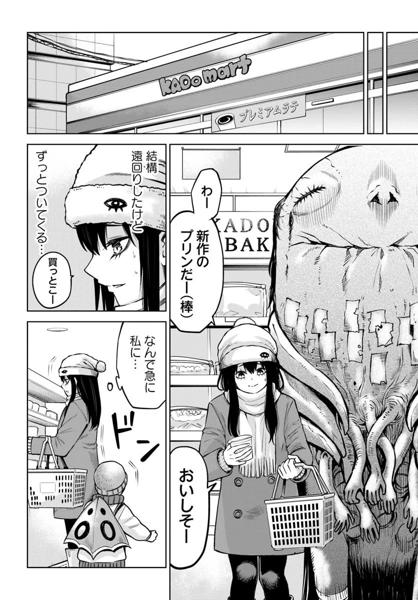 KADO mart
プレミアムラテ
わー
新作の
プリンだー(棒)
KADO
BAK
おいしそー
結構
遠回りしたけど
ずっとついてくる…
買っとこー
なんで急に
私に…
ドン